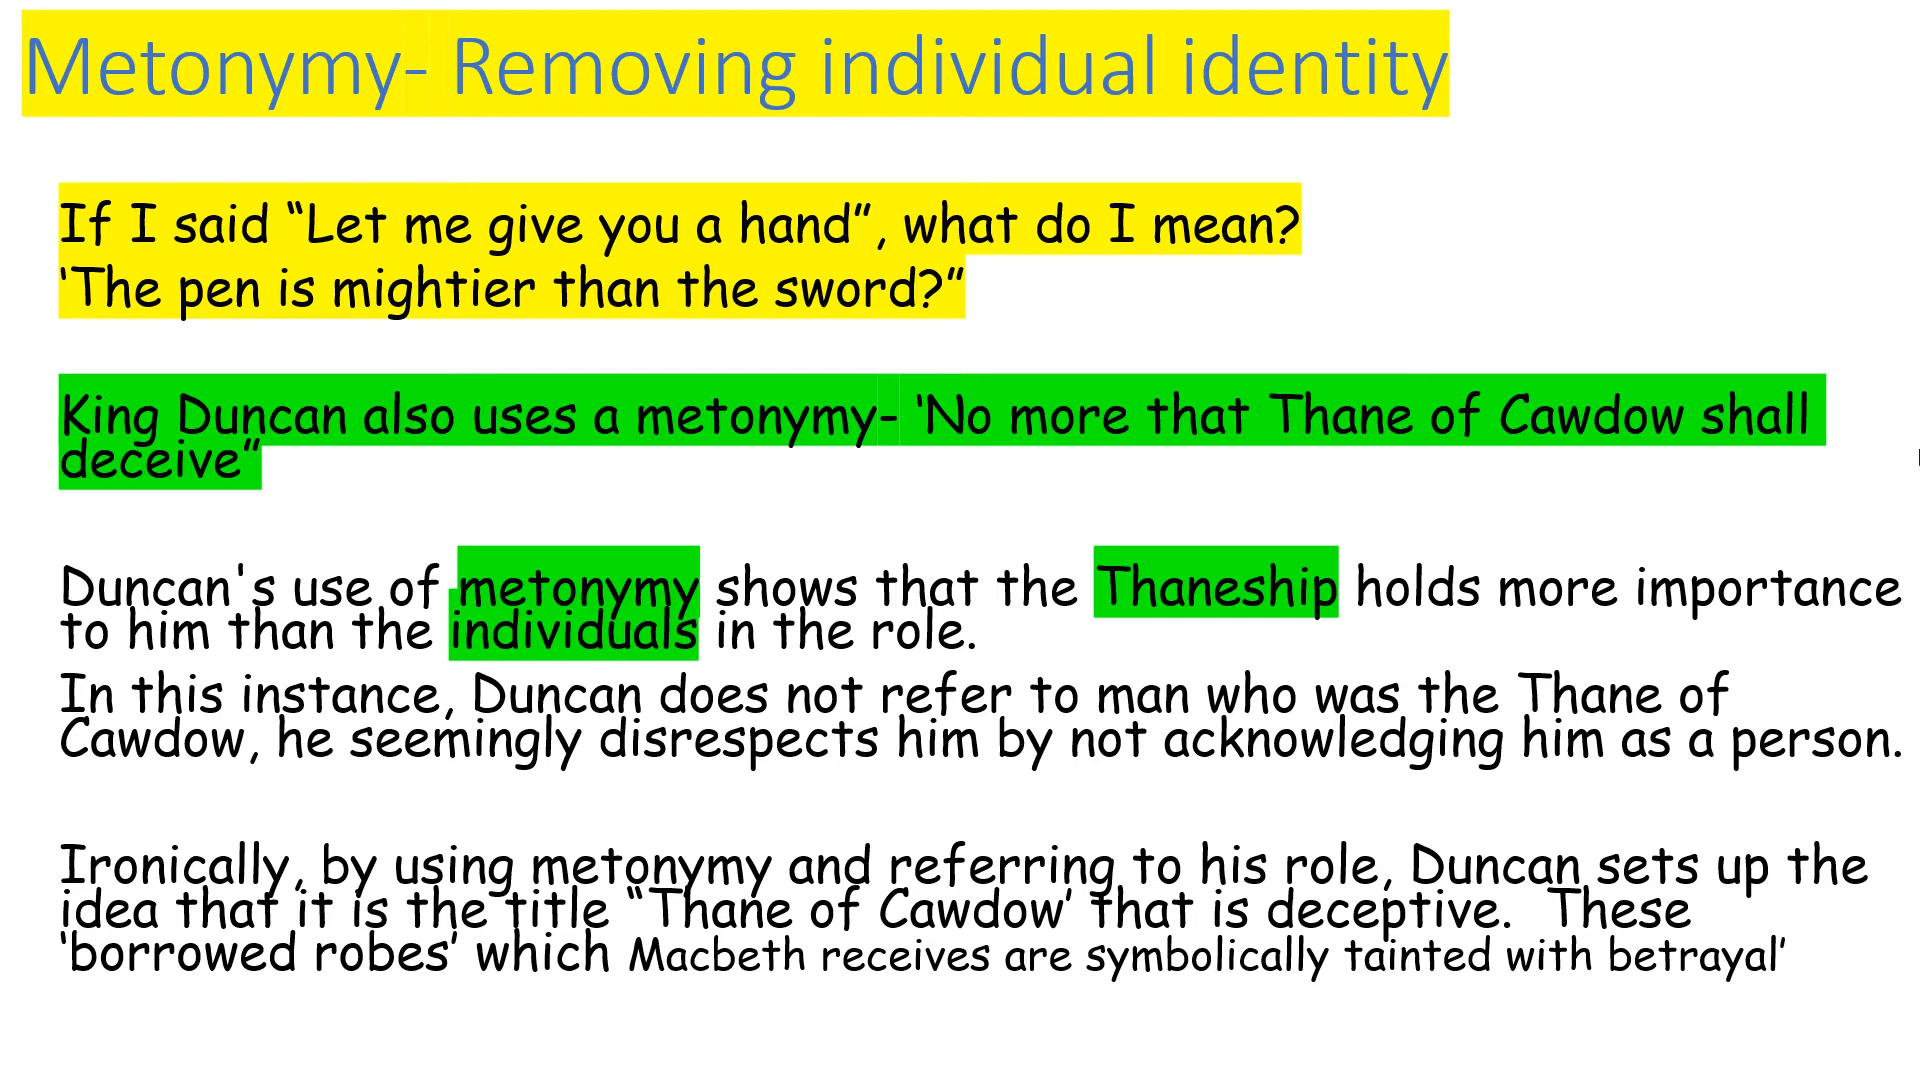 Metonymy- Removing individual identity
If I said “Let me give you a hand”, what do I mean?
‘The pen is mightier than the sword?”
King Duncan also uses a metonymy- ‘No more that Thane of Cawdow shall
deceive”
Duncan's use of metonymy shows that the Thaneship holds more importance
to him than the individuals in the role.
In this instance, Duncan does not refer to man who was the Thane of
Cawdow, he seemingly disrespects him by not acknowledging him as a person.
Ironically, by using metonymy and referring to his role, Duncan sets up the
idea that it is the title “Thane of Cawdow’ that is deceptive.  These
‘borrowed robes’ which Macbeth receives are symbolically tainted with betrayal’